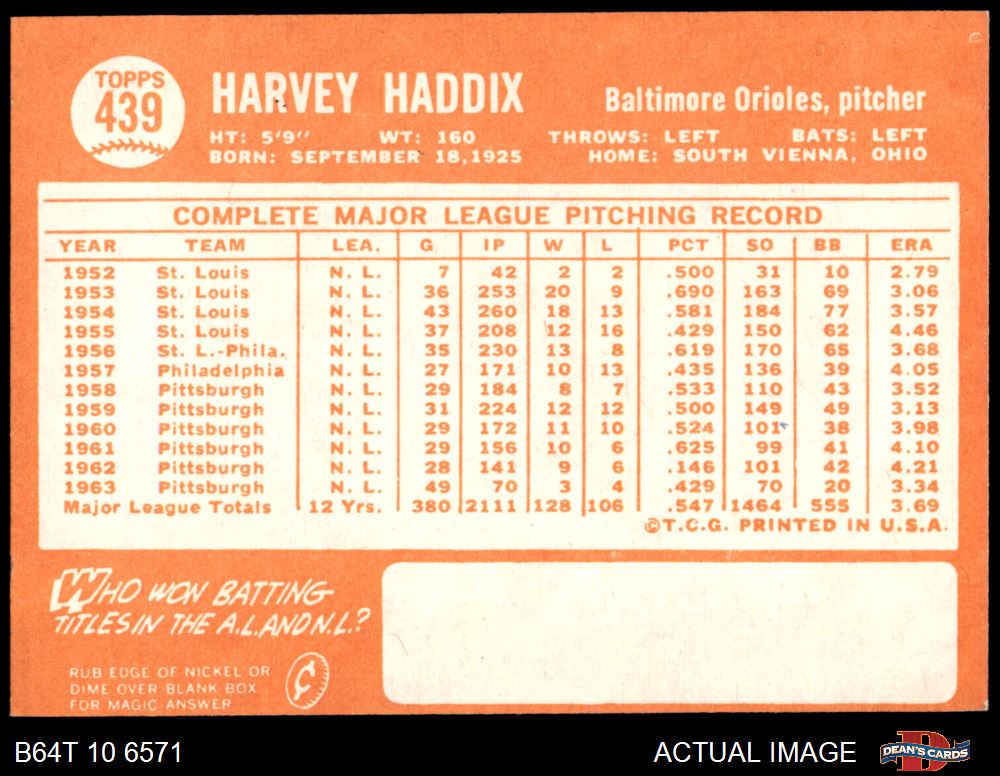 TOPPS
439
HARVEY HADDIX
Baltimore Orioles, pitcher
HT: 5'9'' WT: 160 THROWS: LEFT BATS: LEFT
BORN: SEPTEMBER 18,1925 HOME: SOUTH VIENNA, OHIO
COMPLETE MAJOR LEAGUE PITCHING RECORD
YEAR TEAM LEA. G IP W L PCT SO BB ERA
1952 St. Louis N. L. 7 42 2 2 .500 31 10 2.79
1953 St. Louis N. L. 36 253 20 9 .690 163 69 3.06
1954 St. Louis N. L. 43 260 18 13 .581 184 77 3.57
1955 St. Louis N. L. 37 208 12 16 .429 150 62 4.46
1956 St. L.-Phila. N. L. 35 230 13 8 .619 170 65 3.68
1957 Philadelphia N. L. 27 171 10 13 .435 136 39 4.05
1958 Pittsburgh N. L. 29 184 8 7 .533 110 43 3.52
1959 Pittsburgh N. L. 31 224 12 12 .500 149 49 3.13
1960 Pittsburgh N. L. 29 172 11 10 .524 101 38 3.98
1961 Pittsburgh N. L. 29 156 10 6 .625 99 41 4.10
1962 Pittsburgh N. L. 28 141 9 6 .146 101 42 4.21
1963 Pittsburgh N. L. 49 70 3 4 .429 70 20 3.34
Major League Totals 12 Yrs. 380 2111 128 106 .547 1464 555 3.69
©T.C.G. PRINTED IN U.S.A.
WHO WON BATTING
TITLES IN THE A.L. AND N.L.?
RUB EDGE OF NICKEL OR
DIME OVER BLANK BOX
FOR MAGIC ANSWER
¢
B64T 10 6571
ACTUAL IMAGE
D
DEAN'S CARDS